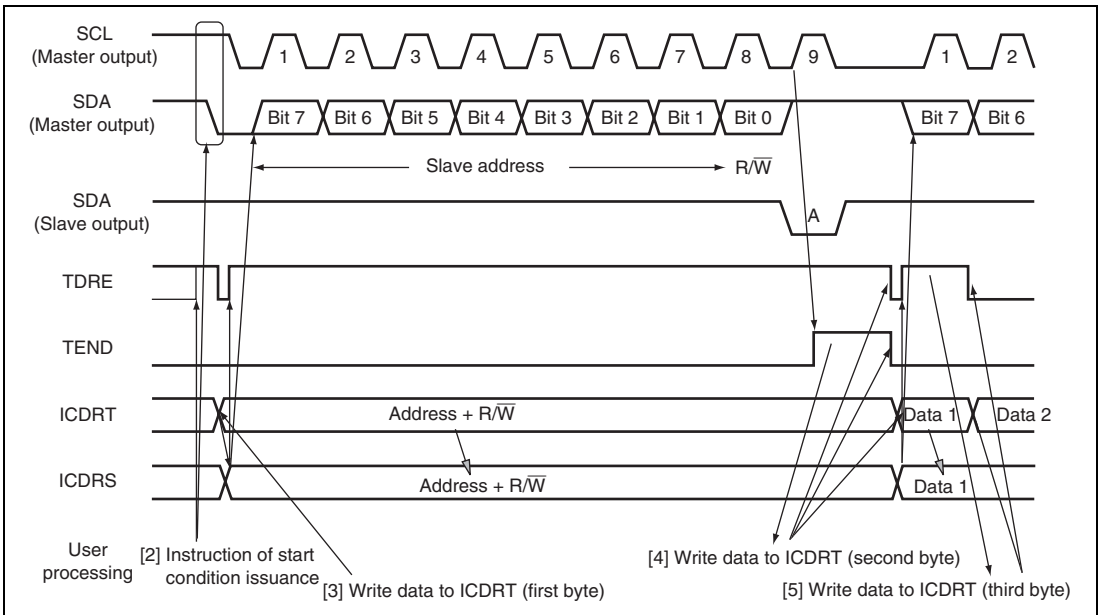 SCL
(Master output)
1 2 3 4 5 6 7 8 9 1 2
SDA
(Master output)
Bit 7 Bit 6 Bit 5 Bit 4 Bit 3 Bit 2 Bit 1 Bit 0 Bit 7 Bit 6
Slave address R/W̅
SDA
(Slave output)
A
TDRE
TEND
ICDRT
Address + R/W̅ Data 1 Data 2
ICDRS
Address + R/W̅ Data 1
User
processing
[2] Instruction of start
condition issuance
[3] Write data to ICDRT (first byte)
[4] Write data to ICDRT (second byte)
[5] Write data to ICDRT (third byte)